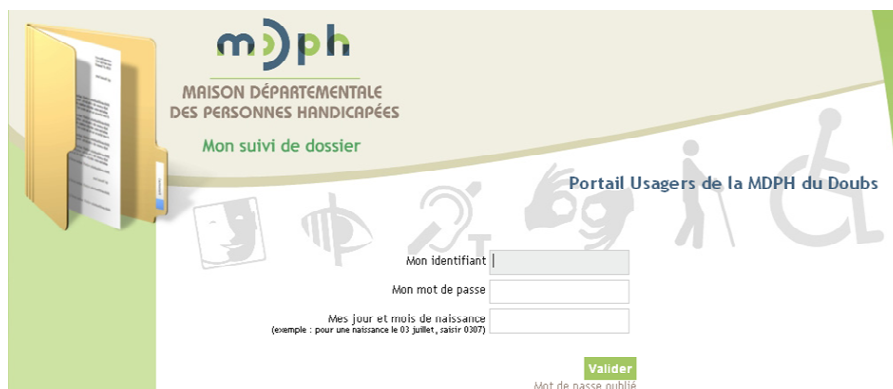 mdph
MAISON DÉPARTEMENTALE
DES PERSONNES HANDICAPÉES
Mon suivi de dossier
Portail Usagers de la MDPH du Doubs
T
Mon identifiant
Mon mot de passe
Mes jour et mois de naissance
(exemple : pour une naissance le 03 juillet, saisir 0307)
Valider
Mot de passe oublié